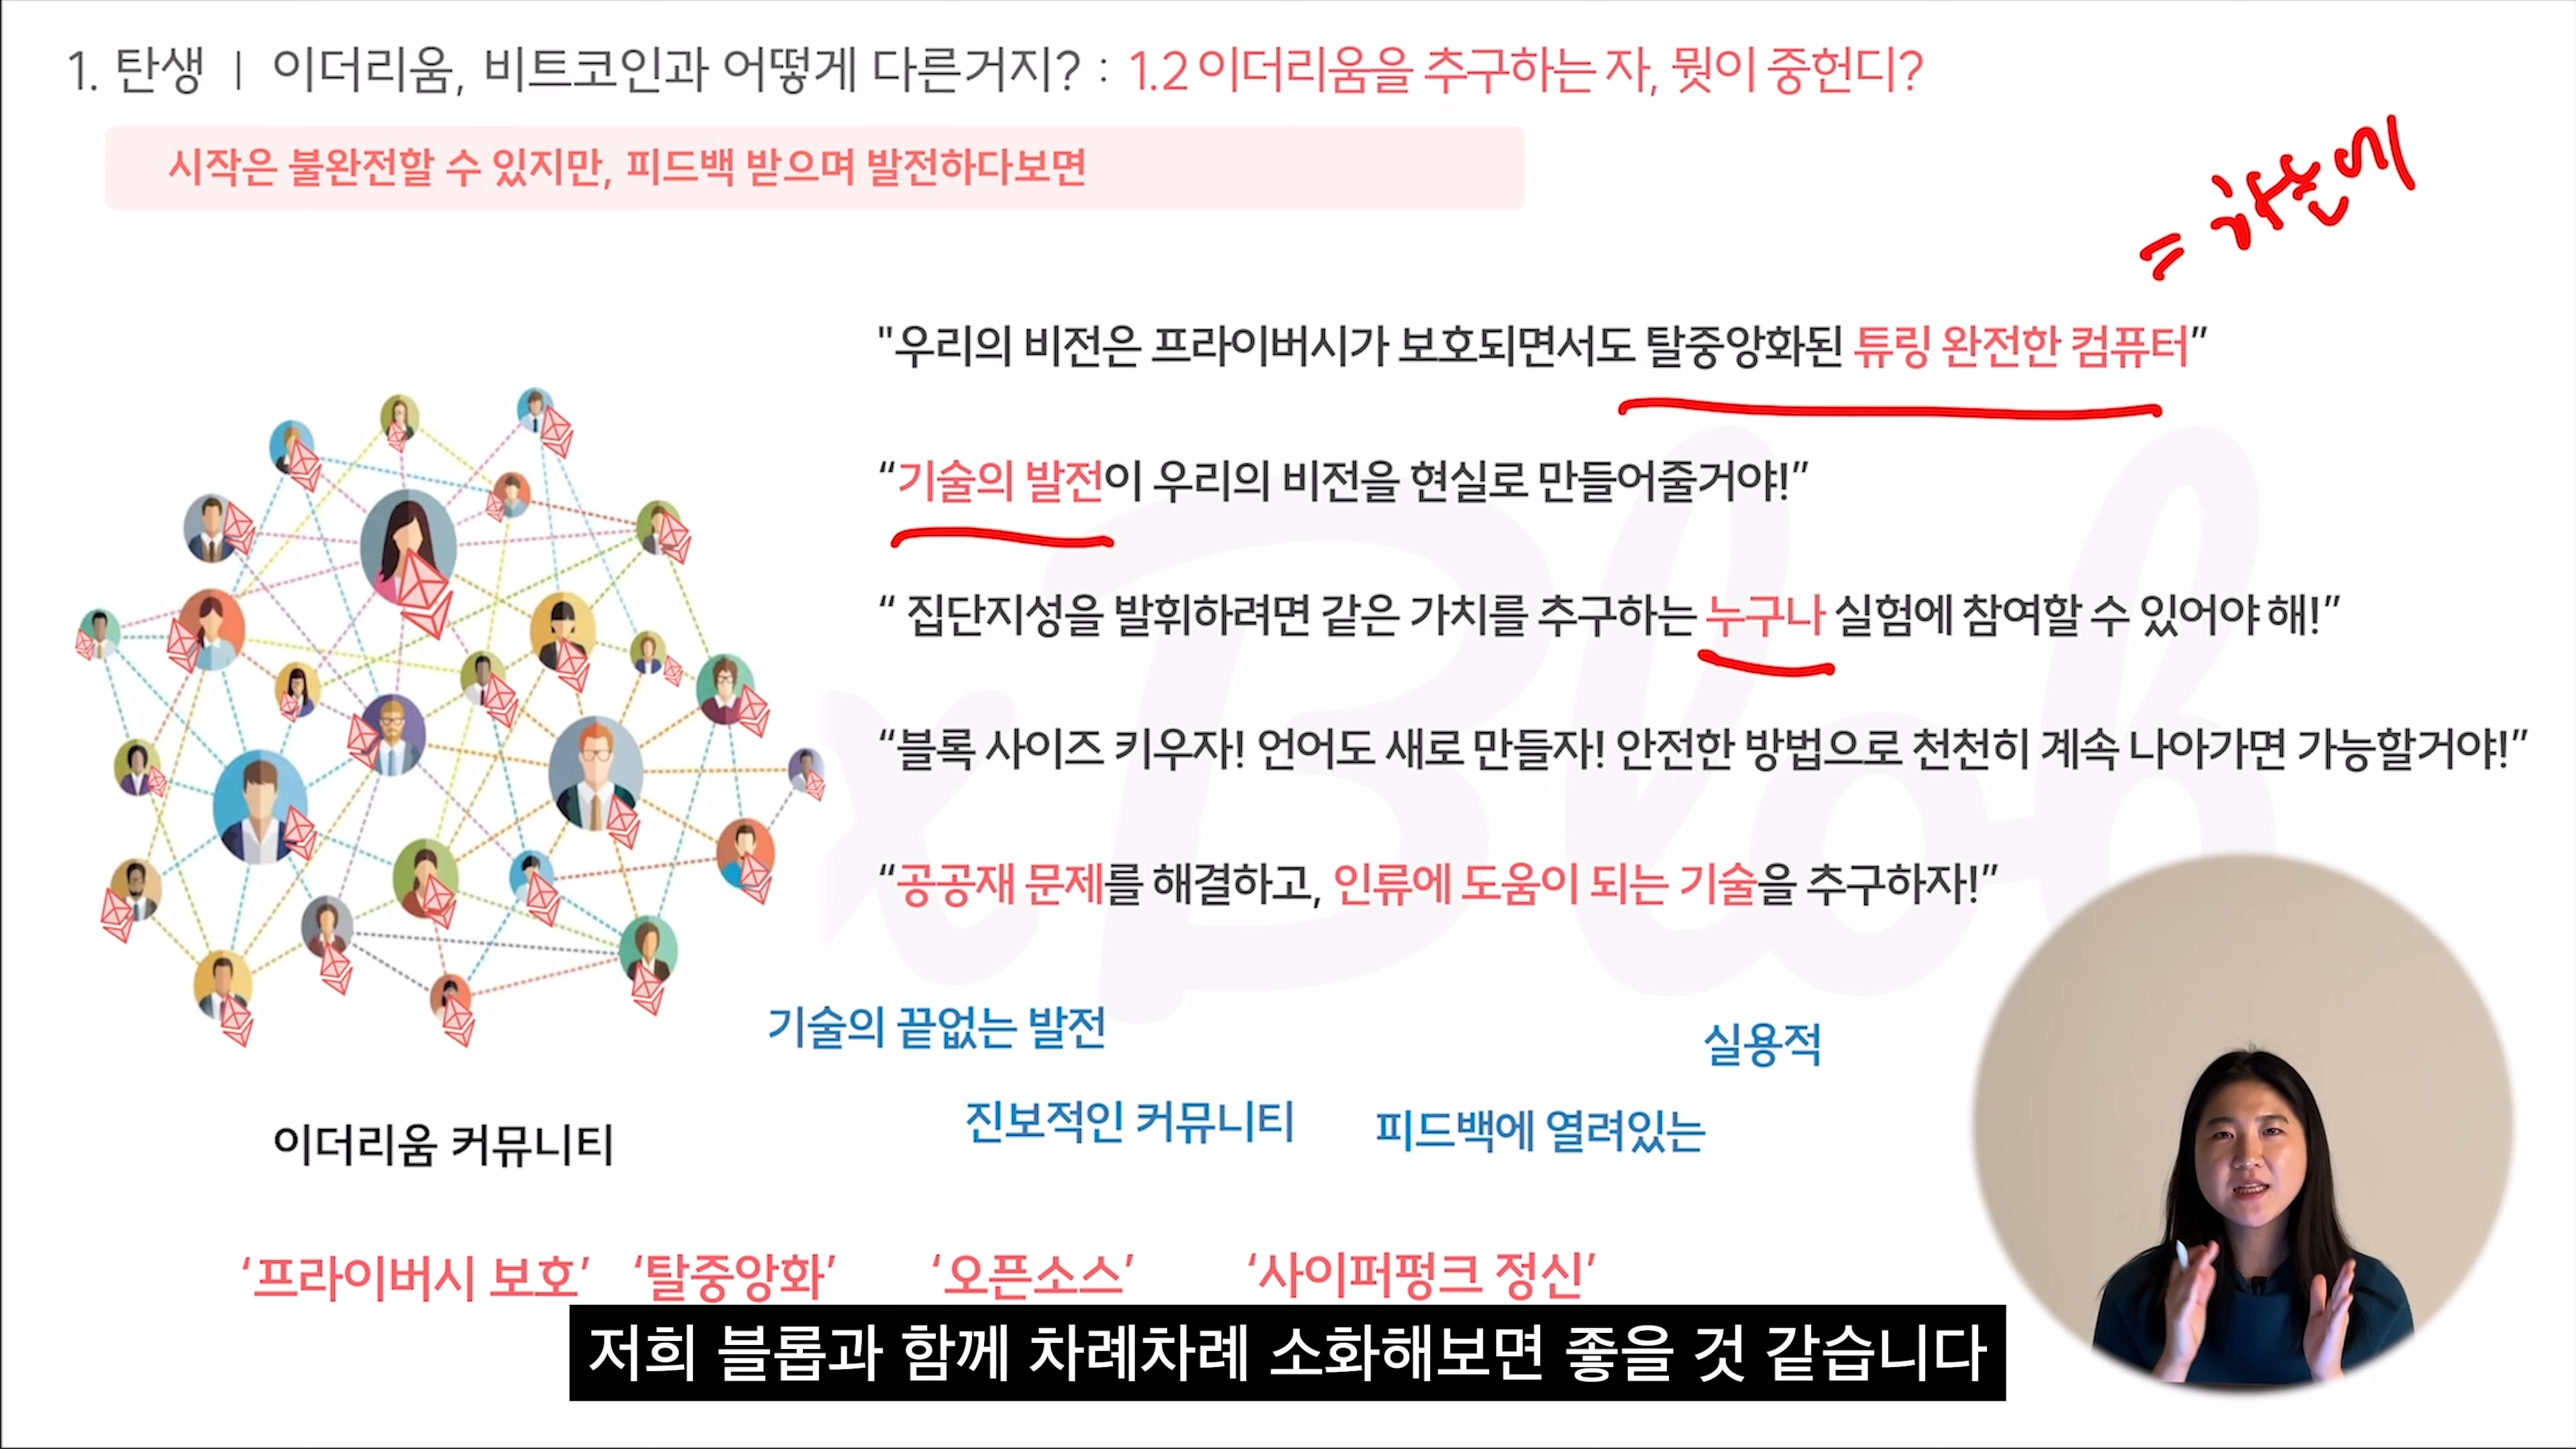 1. 탄생 | 이더리움, 비트코인과 어떻게 다른거지? : 1.2 이더리움을 추구하는 자, 뭣이 중헌디?
시작은 불완전할 수 있지만, 피드백 받으며 발전하다보면
=
"우리의 비전은 프라이버시가 보호되면서도 탈중앙화된 튜링 완전한 컴퓨터”
“기술의 발전이 우리의 비전을 현실로 만들어줄거야!”
“ 집단지성을 발휘하려면 같은 가치를 추구하는 누구나 실험에 참여할 수 있어야 해!”
“블록 사이즈 키우자! 언어도 새로 만들자! 안전한 방법으로 천천히 계속 나아가면 가능할거야!”
“공공재 문제를 해결하고, 인류에 도움이 되는 기술을 추구하자!”
xBlob
기술의 끝없는 발전
실용적
진보적인 커뮤니티
피드백에 열려있는
이더리움 커뮤니티
‘프라이버시 보호’ ‘탈중앙화’ ‘오픈소스’ ‘사이퍼펑크 정신’
저희 블롭과 함께 차례차례 소화해보면 좋을 것 같습니다